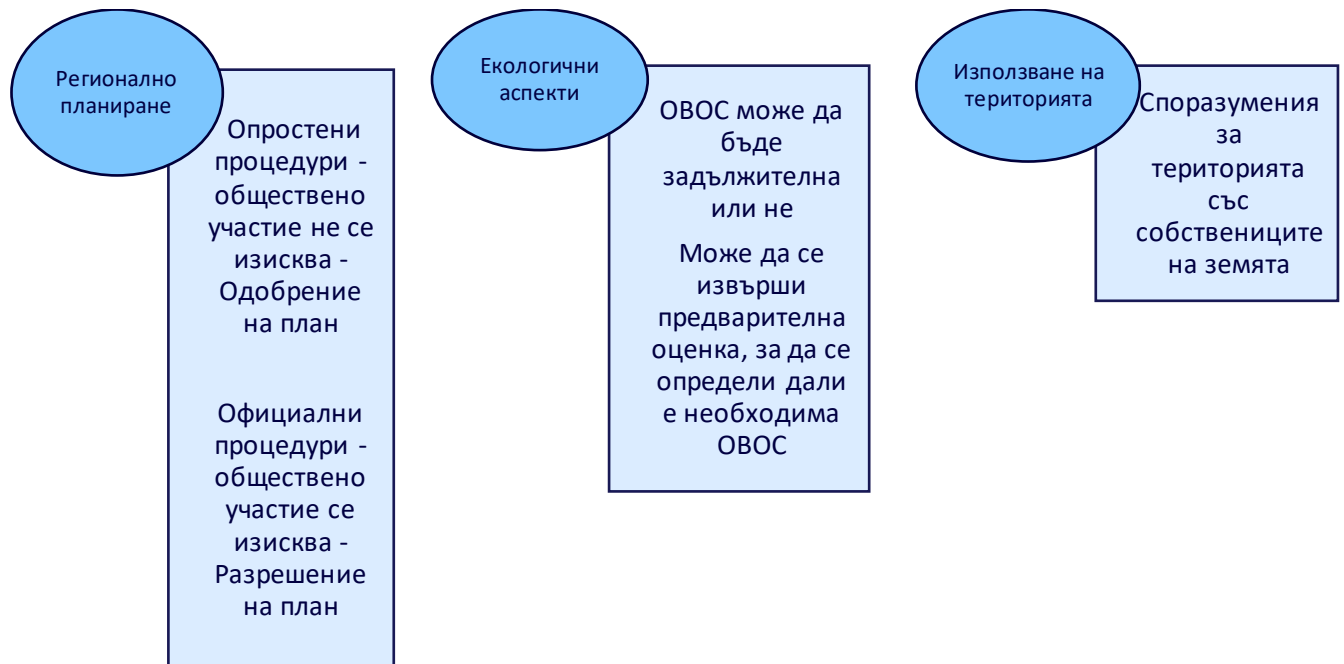 Регионално
планиране
Опростени
процедури -
обществено
участие не се
изисква -
Одобрение
на план
Официални
процедури -
обществено
участие се
изисква -
Разрешение
на план
Екологични
аспекти
ОВОС може да
бъде
задължителна
или не
Може да се
извърши
предварителна
оценка, за да се
определи дали
е необходима
ОВОС
Използване на
територията
Споразумения
за
територията
със
собствениците
на земята